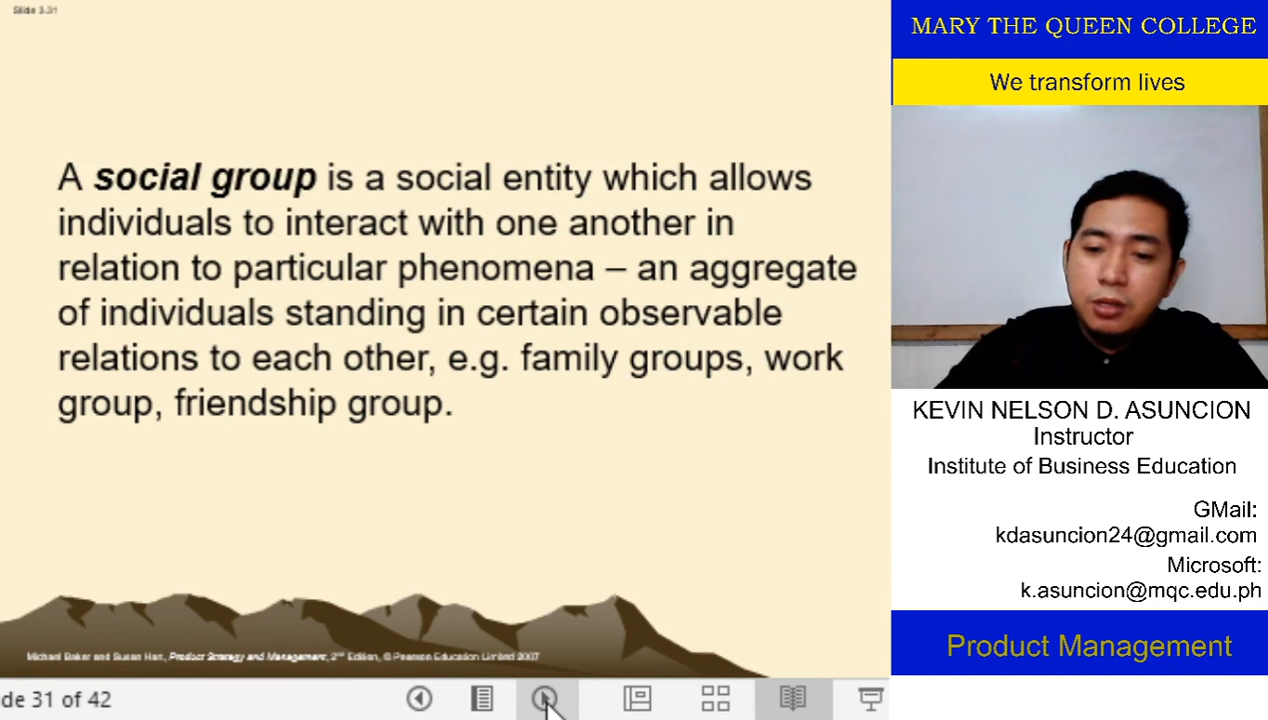 Slide 3.31
A social group is a social entity which allows
individuals to interact with one another in
relation to particular phenomena – an aggregate
of individuals standing in certain observable
relations to each other, e.g. family groups, work
group, friendship group.
Michael Baker and Susan Hart, Product Strategy and Management, 2nd Edition, © Pearson Education Limited 2007
de 31 of 42
MARY THE QUEEN COLLEGE
We transform lives
KEVIN NELSON D. ASUNCION
Instructor
Institute of Business Education
GMail:
kdasuncion24@gmail.com
Microsoft:
k.asuncion@mqc.edu.ph
Product Management